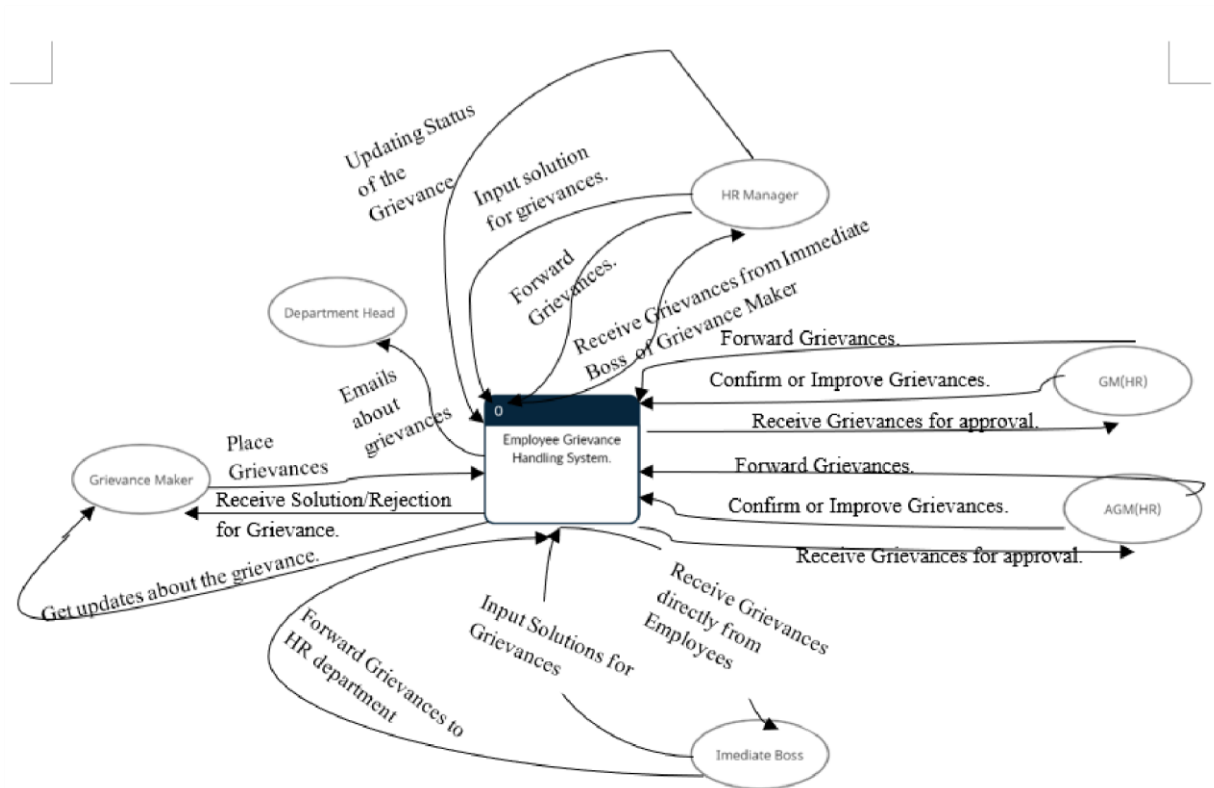 Updating Status
of the
Grievance
Input solution
for grievances.
HR Manager
Forward
Grievances.
Receive Grievances from Immediate
Boss of Grievance Maker
Department Head
Forward Grievances.
Confirm or Improve Grievances.
GM(HR)
Receive Grievances for approval.
Emails
about
grievances
0
Employee Grievance
Handling System.
Place
Grievances
Grievance Maker
Receive Solution/Rejection
for Grievance.
Get updates about the grievance.
Forward Grievances.
Confirm or Improve Grievances.
AGM(HR)
Receive Grievances for approval.
Forward Grievances to
HR department
Input Solutions for
Grievances
Receive Grievances
directly from
Employees
Imediate Boss